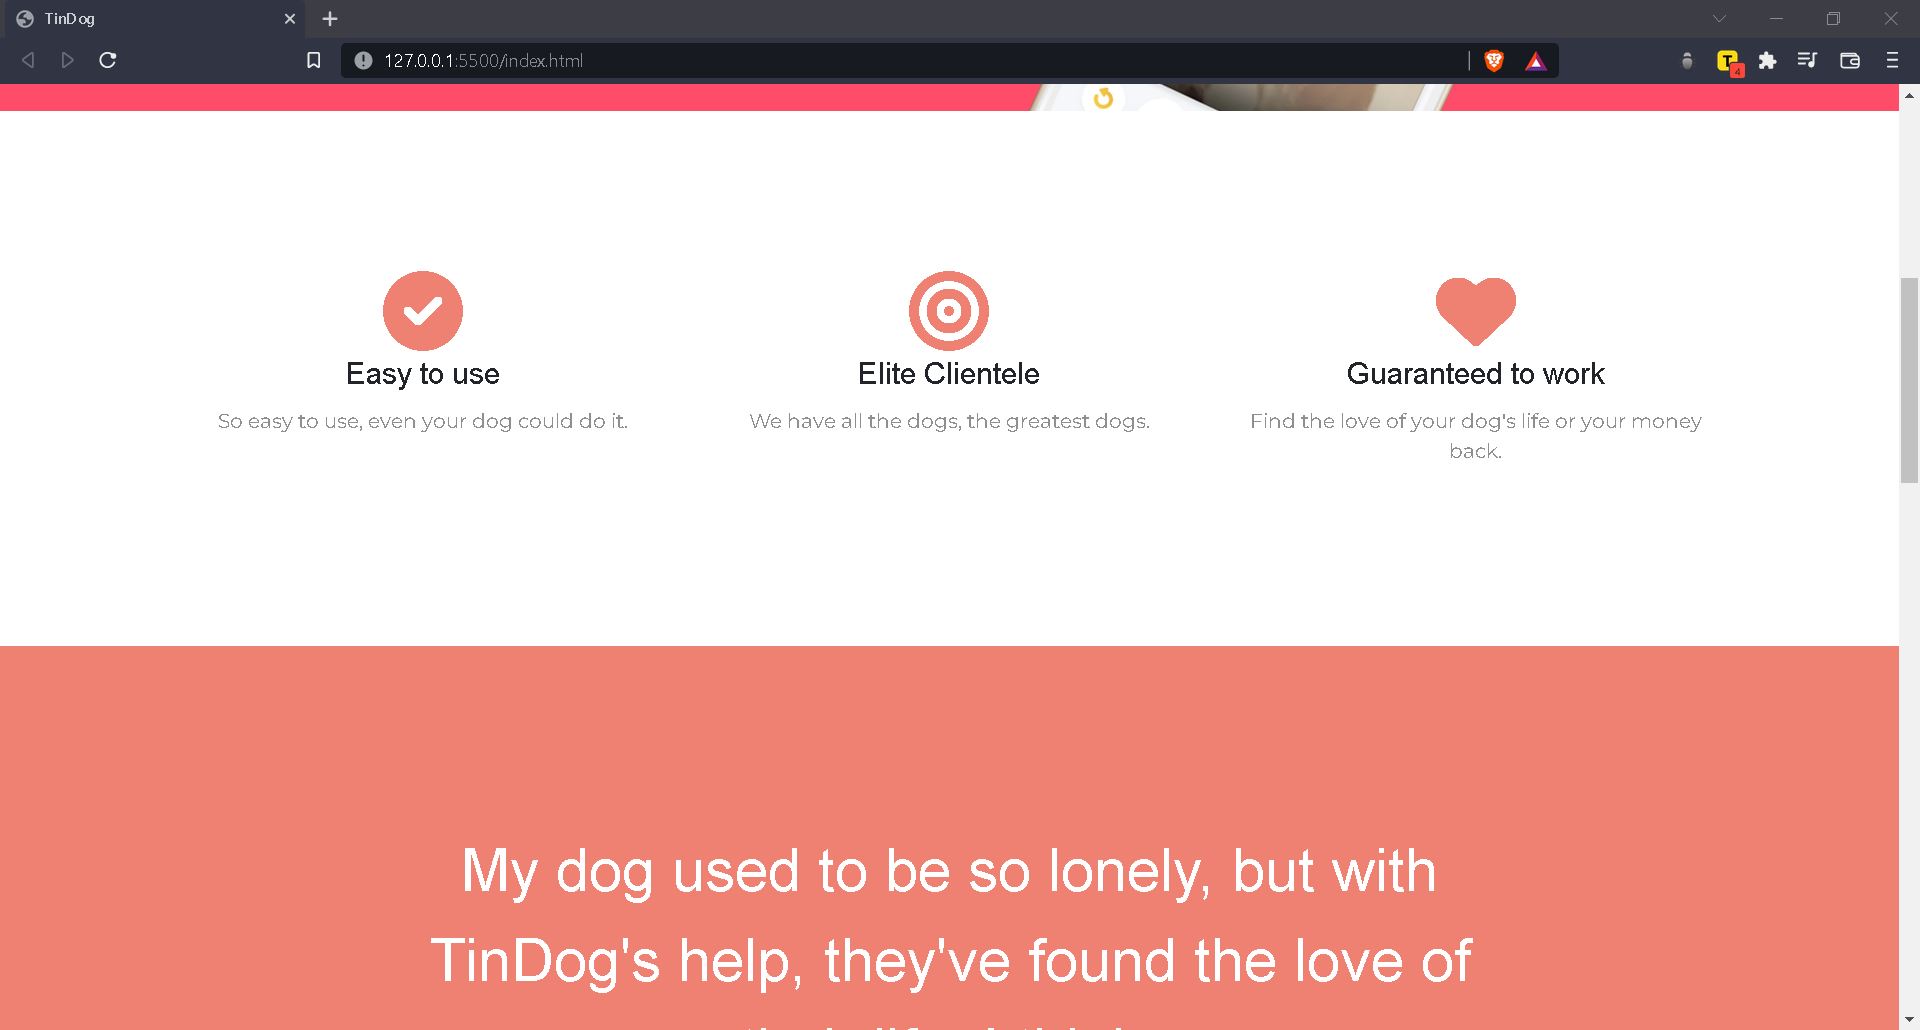 TinDog
127.0.0.1:5500/index.html
T
4
Easy to use
Elite Clientele
Guaranteed to work
So easy to use, even your dog could do it.
We have all the dogs, the greatest dogs.
Find the love of your dog's life or your money
back.
My dog used to be so lonely, but with
TinDog's help, they've found the love of